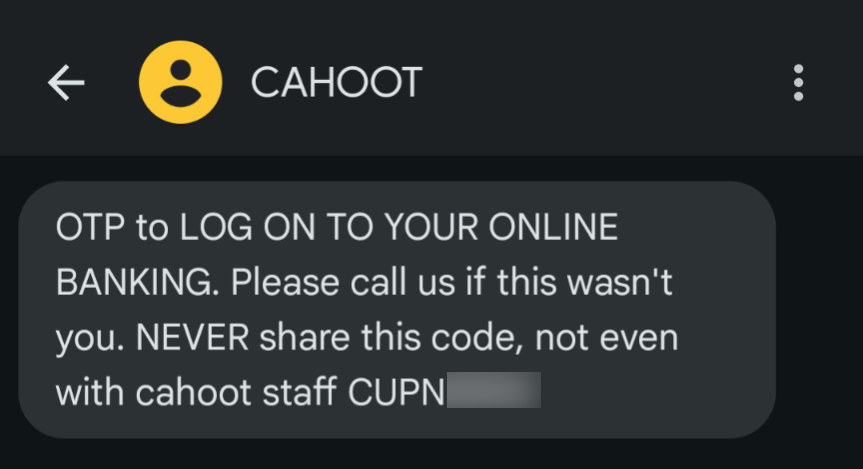 CAHOOT
OTP to LOG ON TO YOUR ONLINE
BANKING. Please call us if this wasn't
you. NEVER share this code, not even
with cahoot staff CUPN